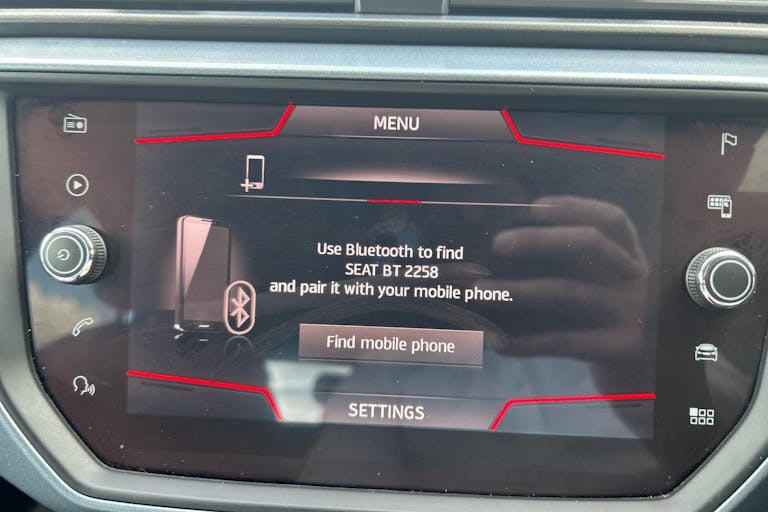 MENU
Use Bluetooth to find
SEAT BT 2258
and pair it with your mobile phone.
Find mobile phone
SETTINGS